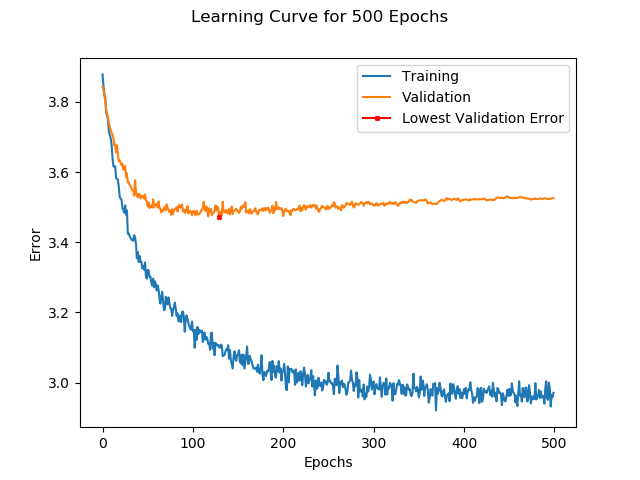 Learning Curve for 500 Epochs
Training
Validation
Lowest Validation Error
Error
3.8
3.6
3.4
3.2
3.0
0 100 200 300 400 500
Epochs